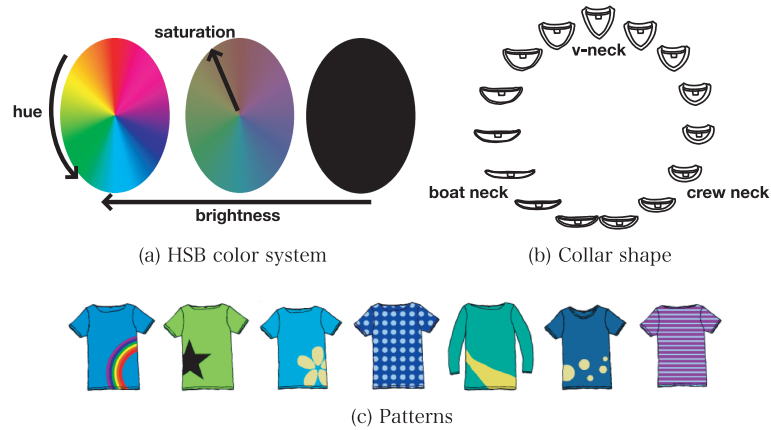 saturation
hue
brightness
(a) HSB color system
v-neck
boat neck
crew neck
(b) Collar shape
(c) Patterns